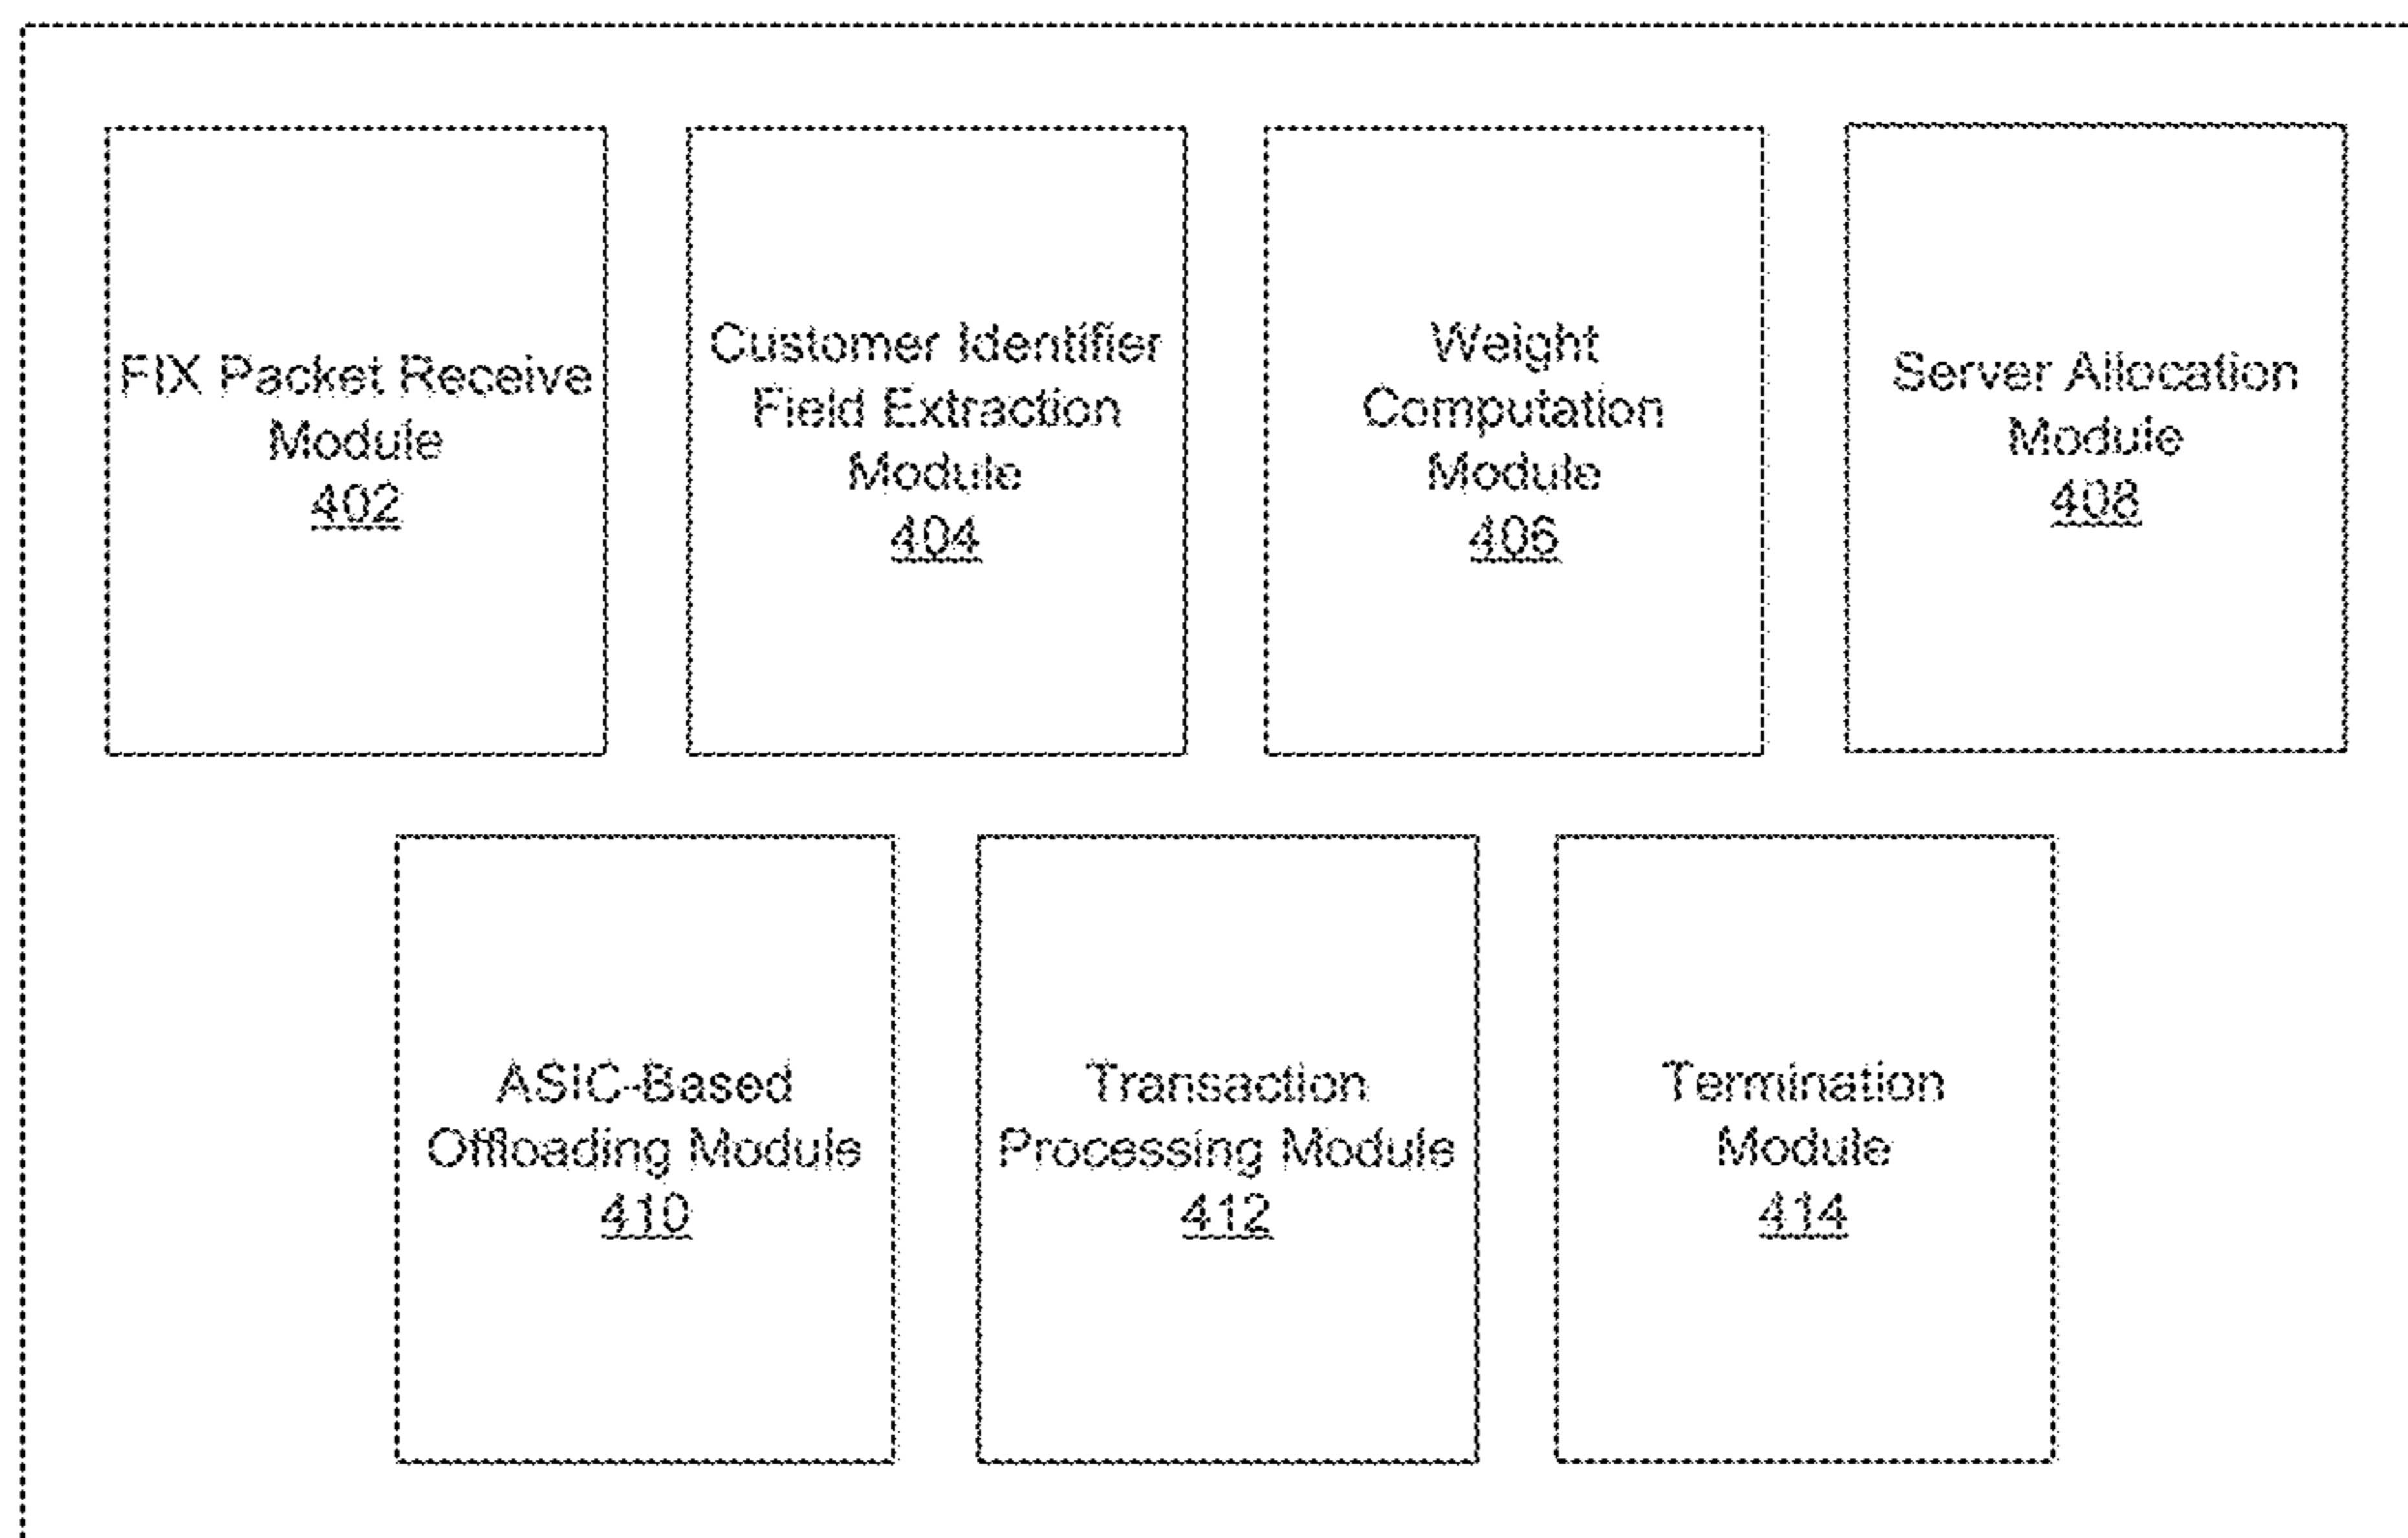 FIX Packet Receive
Module
402
Customer Identifier
Field Extraction
Module
404
Weight
Computation
Module
406
Server Allocation
Module
408
ASIC-Based
Offloading Module
410
Transaction
Processing Module
412
Termination
Module
414